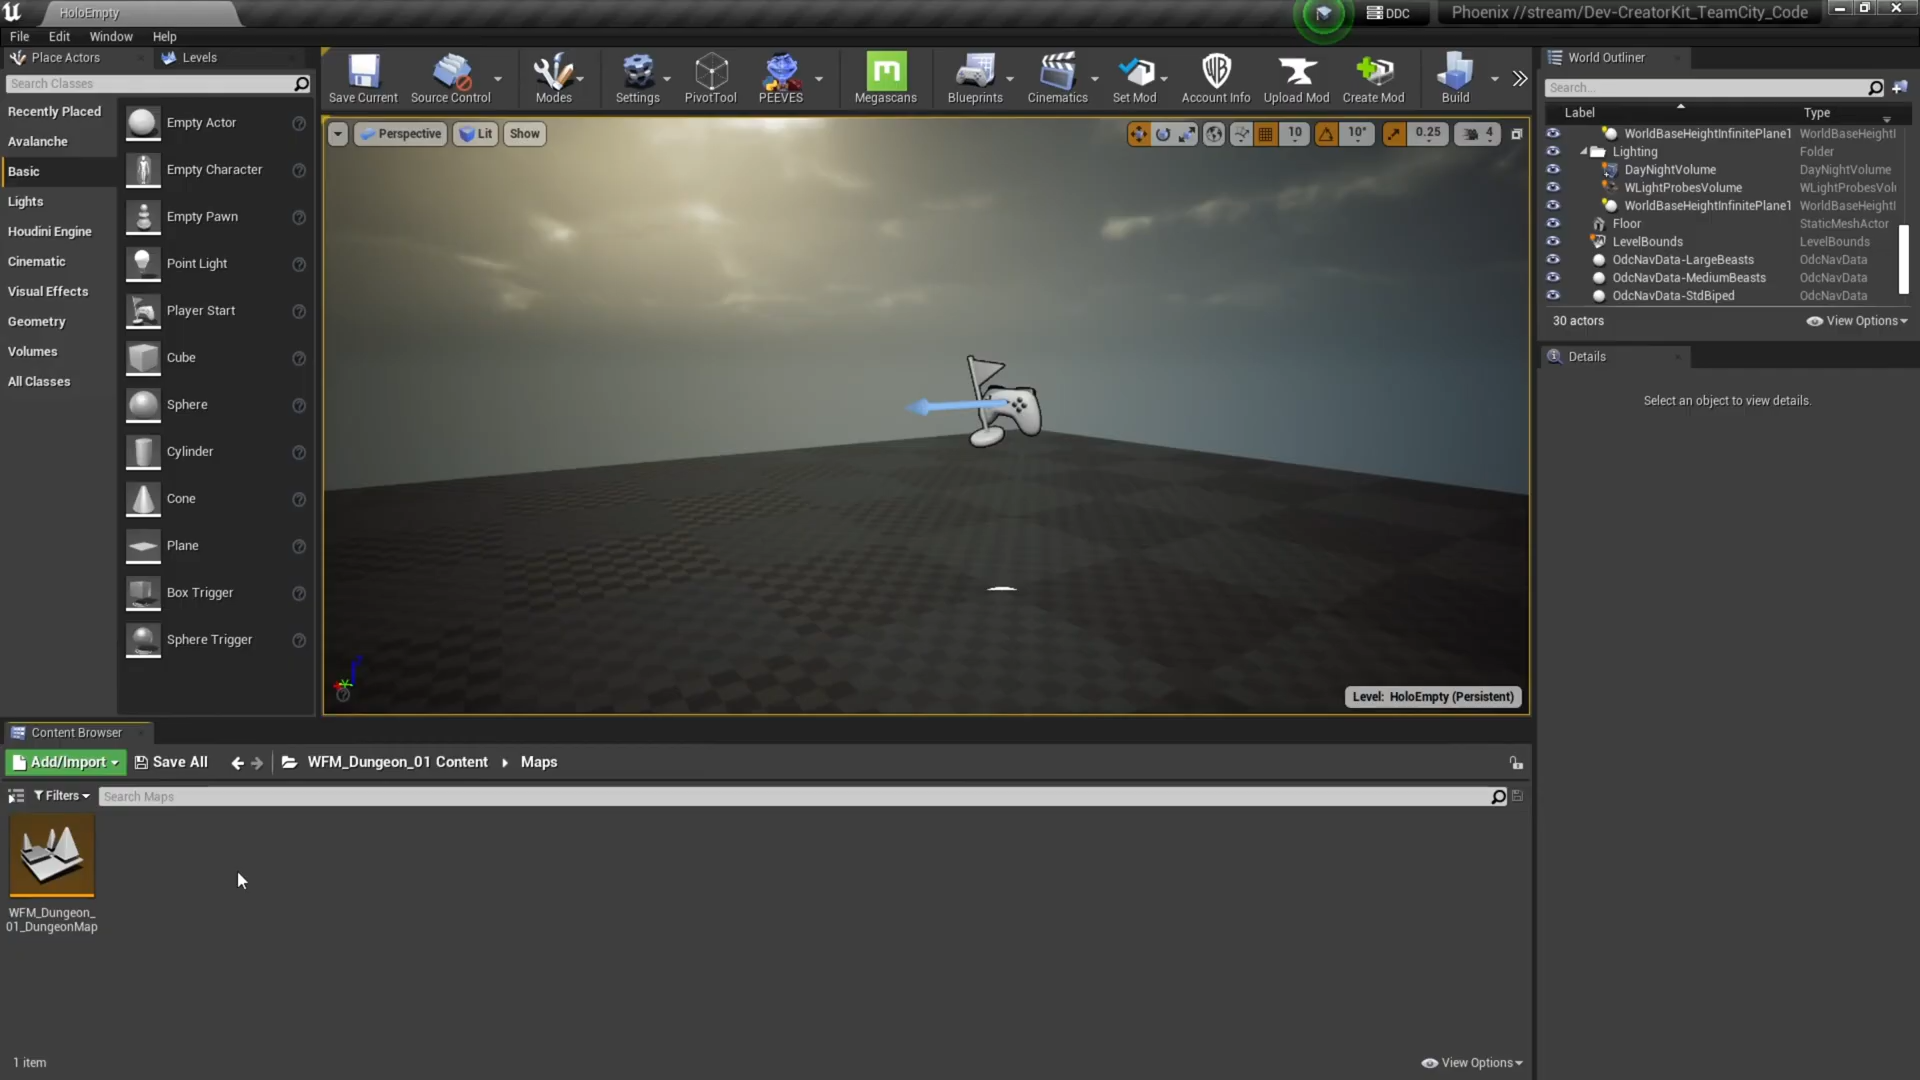 HoloEmpty
DDC
Phoenix //stream/Dev-CreatorKit_TeamCity_Code
File
Edit
Window
Help
Place Actors
Levels
Search Classes
Recently Placed
Avalanche
Basic
Lights
Houdini Engine
Cinematic
Visual Effects
Geometry
Volumes
All Classes
Empty Actor
Empty Character
Empty Pawn
Point Light
Player Start
Cube
Sphere
Cylinder
Cone
Plane
Box Trigger
Sphere Trigger
Save Current
Source Control
Modes
Settings
PivotTool
PEEVES
Megascans
Blueprints
Cinematics
Set Mod
Account Info
Upload Mod
Create Mod
Build
Perspective
Lit
Show
10
10°
0.25
4
Level: HoloEmpty (Persistent)
World Outliner
Search...
Label
Type
WorldBaseHeightInfinitePlane1 WorldBaseHeightI
Lighting Folder
DayNightVolume DayNightVolume
WLightProbesVolume WLightProbesVolu
WorldBaseHeightInfinitePlane1 WorldBaseHeightI
Floor StaticMeshActor
LevelBounds LevelBounds
OdcNavData-LargeBeasts OdcNavData
OdcNavData-MediumBeasts OdcNavData
OdcNavData-StdBiped OdcNavData
30 actors
View Options
Details
Select an object to view details.
Content Browser
Add/Import
Save All
WFM_Dungeon_01 Content
Maps
Filters
Search Maps
WFM_Dungeon_
01_DungeonMap
1 item
View Options